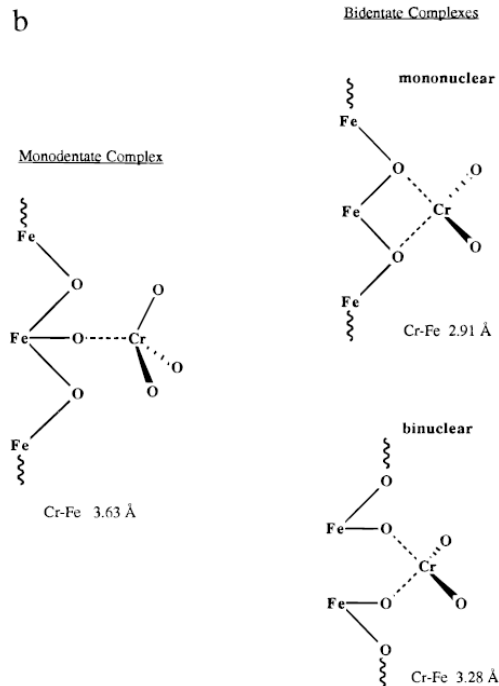 b
Monodentate Complex
Fe
O
Fe
O
Cr
O
O
O
O
Fe
Cr-Fe 3.63 Å
Bidentate Complexes
mononuclear
Fe
O
O
Fe
Cr
O
O
Fe
Cr-Fe 2.91 Å
binuclear
O
Fe
O
O
Cr
Fe
O
O
O
Cr-Fe 3.28 Å